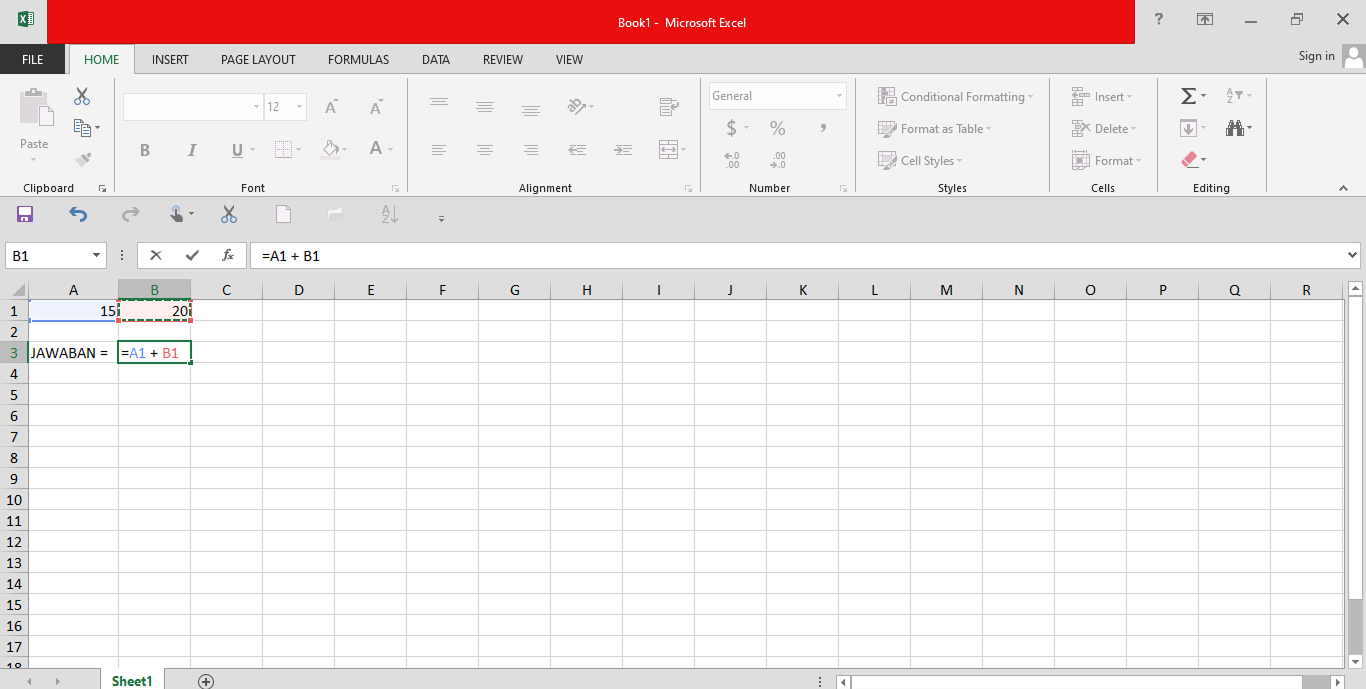 Book1 - Microsoft Excel
?
FILE HOME INSERT PAGE LAYOUT FORMULAS DATA REVIEW VIEW Sign in
12 A A General Conditional Formatting Insert Σ
Paste $ % , Format as Table Delete
B I U A Cell Styles Format
Clipboard Font Alignment Number Styles Cells Editing
B1 fx =A1 + B1
A B C D E F G H I J K L M N O P Q R
1 15 20
2
3 JAWABAN = =A1 + B1
4
5
6
7
8
9
10
11
12
13
14
15
16
17
18
Sheet1